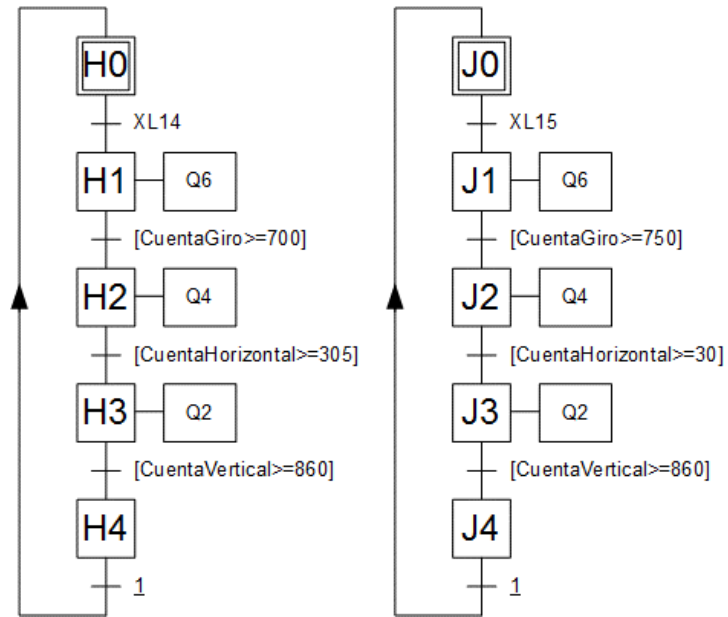 H0
XL14
H1 Q6
[CuentaGiro>=700]
H2 Q4
[CuentaHorizontal>=305]
H3 Q2
[CuentaVertical>=860]
H4
1
J0
XL15
J1 Q6
[CuentaGiro>=750]
J2 Q4
[CuentaHorizontal>=30]
J3 Q2
[CuentaVertical>=860]
J4
1